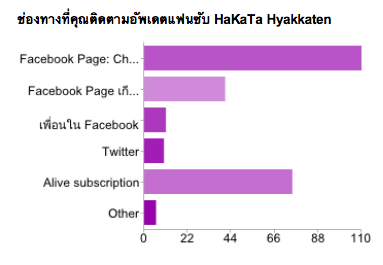 ช่องทางที่คุณติดตามอัพเดตแฟนซับ HaKaTa Hyakkaten
Facebook Page: Ch...
Facebook Page เกี...
เพื่อนใน Facebook
Twitter
Alive subscription
Other
0 22 44 66 88 110